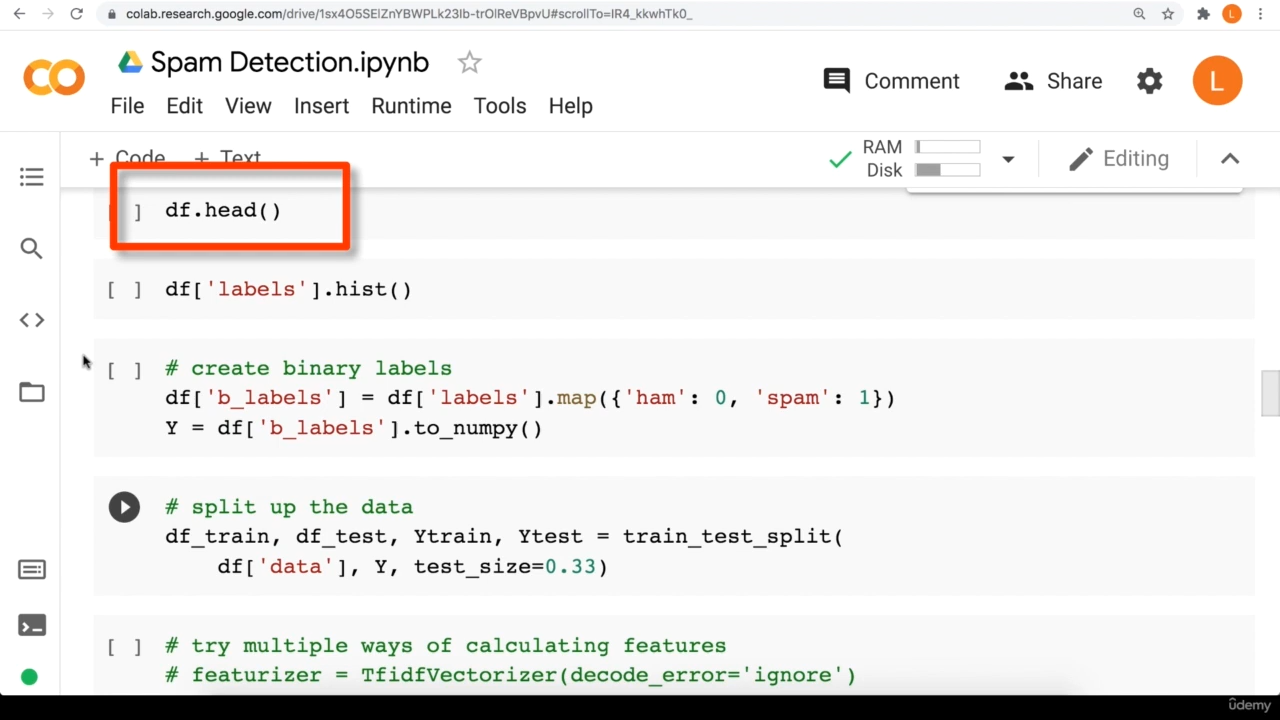 colab.research.google.com/drive/1sx4O5SElZnYBWPLk23Ib-trOlReVBpvU#scrollTo=IR4_kkwhTk0_
L
Spam Detection.ipynb
Comment
Share
L
File Edit View Insert Runtime Tools Help
+ Code + Text
RAM
Disk
Editing
[ ] df.head()
[ ] df['labels'].hist()
[ ] # create binary labels
df['b_labels'] = df['labels'].map({'ham': 0, 'spam': 1})
Y = df['b_labels'].to_numpy()
# split up the data
df_train, df_test, Ytrain, Ytest = train_test_split(
df['data'], Y, test_size=0.33)
[ ] # try multiple ways of calculating features
# featurizer = TfidfVectorizer(decode_error='ignore')
ûdemy